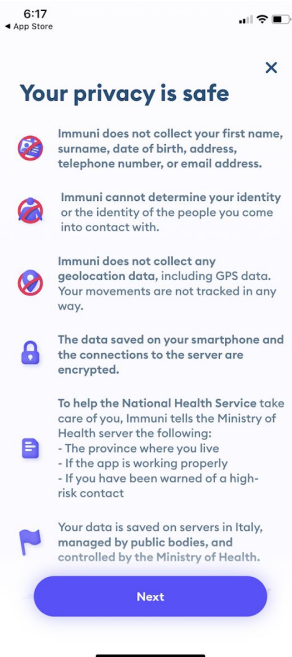 6:17
App Store
Your privacy is safe
Immuni does not collect your first name,
surname, date of birth, address,
telephone number, or email address.
Immuni cannot determine your identity
or the identity of the people you come
into contact with.
Immuni does not collect any
geolocation data, including GPS data.
Your movements are not tracked in any
way.
The data saved on your smartphone and
the connections to the server are
encrypted.
To help the National Health Service take
care of you, Immuni tells the Ministry of
Health server the following:
- The province where you live
- If the app is working properly
- If you have been warned of a high-
risk contact
Your data is saved on servers in Italy,
managed by public bodies, and
controlled by the Ministry of Health.
Next